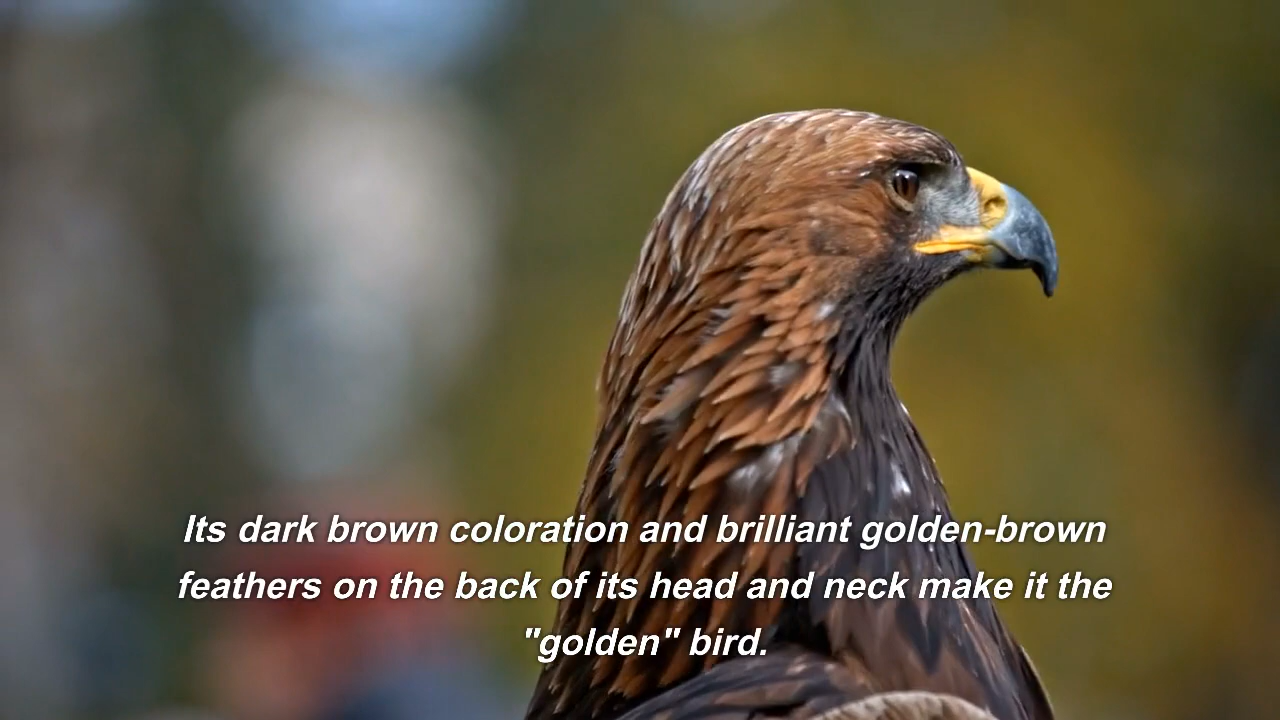 Its dark brown coloration and brilliant golden-brown
feathers on the back of its head and neck make it the
"golden" bird.